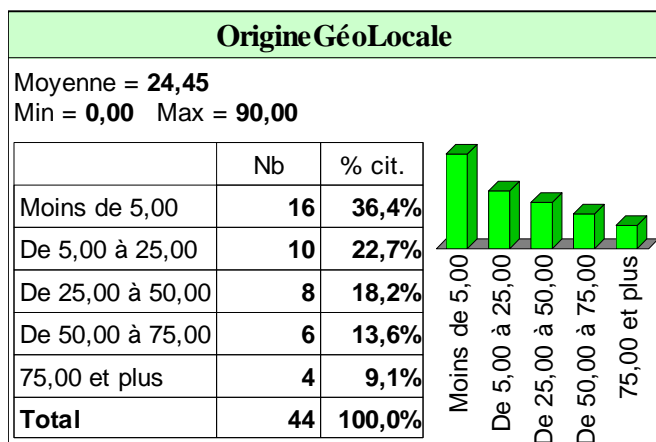 OrigineGéoLocale
Moyenne = 24,45
Min = 0,00 Max = 90,00
Nb % cit.
Moins de 5,00 16 36,4%
De 5,00 à 25,00 10 22,7%
De 25,00 à 50,00 8 18,2%
De 50,00 à 75,00 6 13,6%
75,00 et plus 4 9,1%
Total 44 100,0%
Moins de 5,00
De 5,00 à 25,00
De 25,00 à 50,00
De 50,00 à 75,00
75,00 et plus